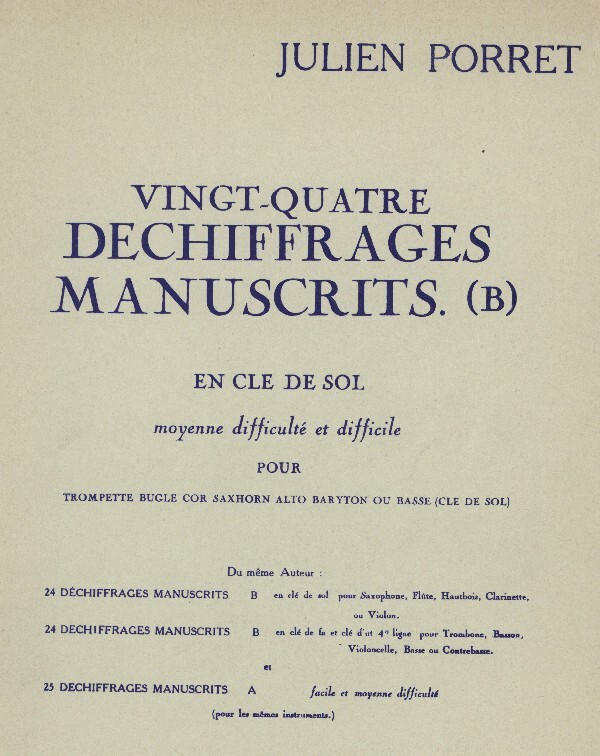 JULIEN PORRET
VINGT-QUATRE
DECHIFFRAGES
MANUSCRITS. (B)
EN CLE DE SOL
moyenne difficulté et difficile
POUR
TROMPETTE BUGLE COR SAXHORN ALTO BARYTON OU BASSE (CLE DE SOL)
Du même Auteur :
24 DÉCHIFFRAGES MANUSCRITS B en clé de sol pour Saxophone, Flûte, Hautbois, Clarinette,
ou Violon.
24 DECHIFFRAGES MANUSCRITS B en clé de fa et clé d'ut 4e ligne pour Trombone, Basson,
Violoncelle, Basse ou Contrebasse.
et
25 DECHIFFRAGES MANUSCRITS A facile et moyenne difficulté
(pour les mêmes instruments.)